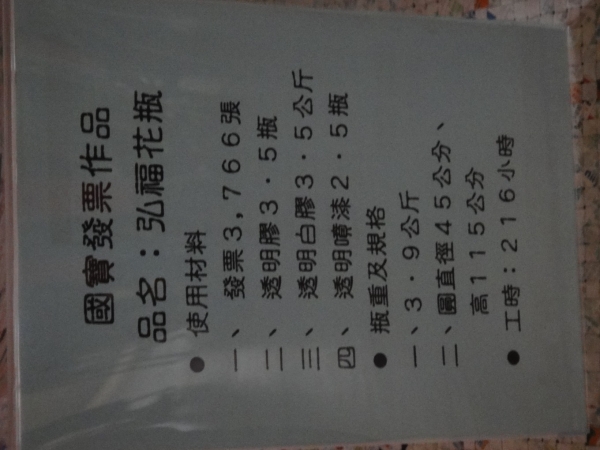 國寶發票作品
品名：弘福花瓶
● 使用材料
一、發票3,766張
二、透明膠3．5瓶
三、透明白膠3．5公斤
四、透明噴漆2．5瓶
● 瓶重及規格
一、3．9公斤
二、圓直徑45公分、
高115公分
● 工時：216小時